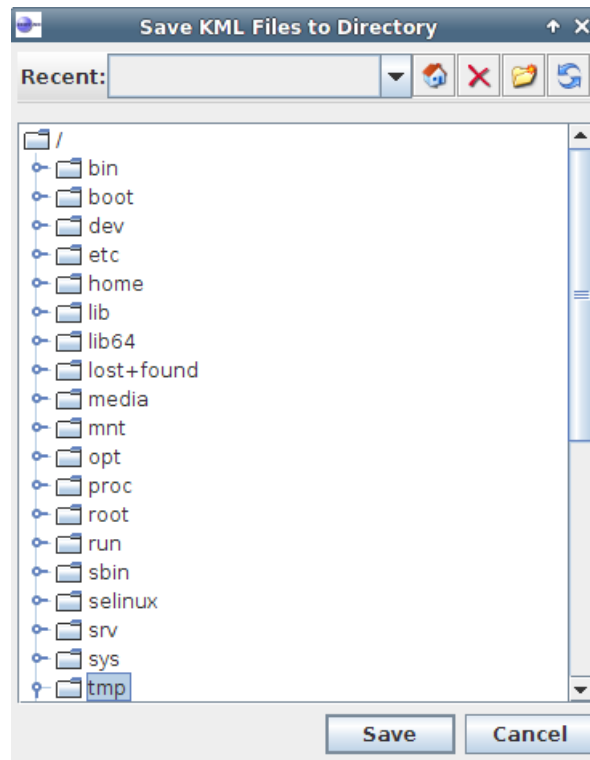 Save KML Files to Directory
Recent:
/
bin
boot
dev
etc
home
lib
lib64
lost+found
media
mnt
opt
proc
root
run
sbin
selinux
srv
sys
tmp
Save Cancel